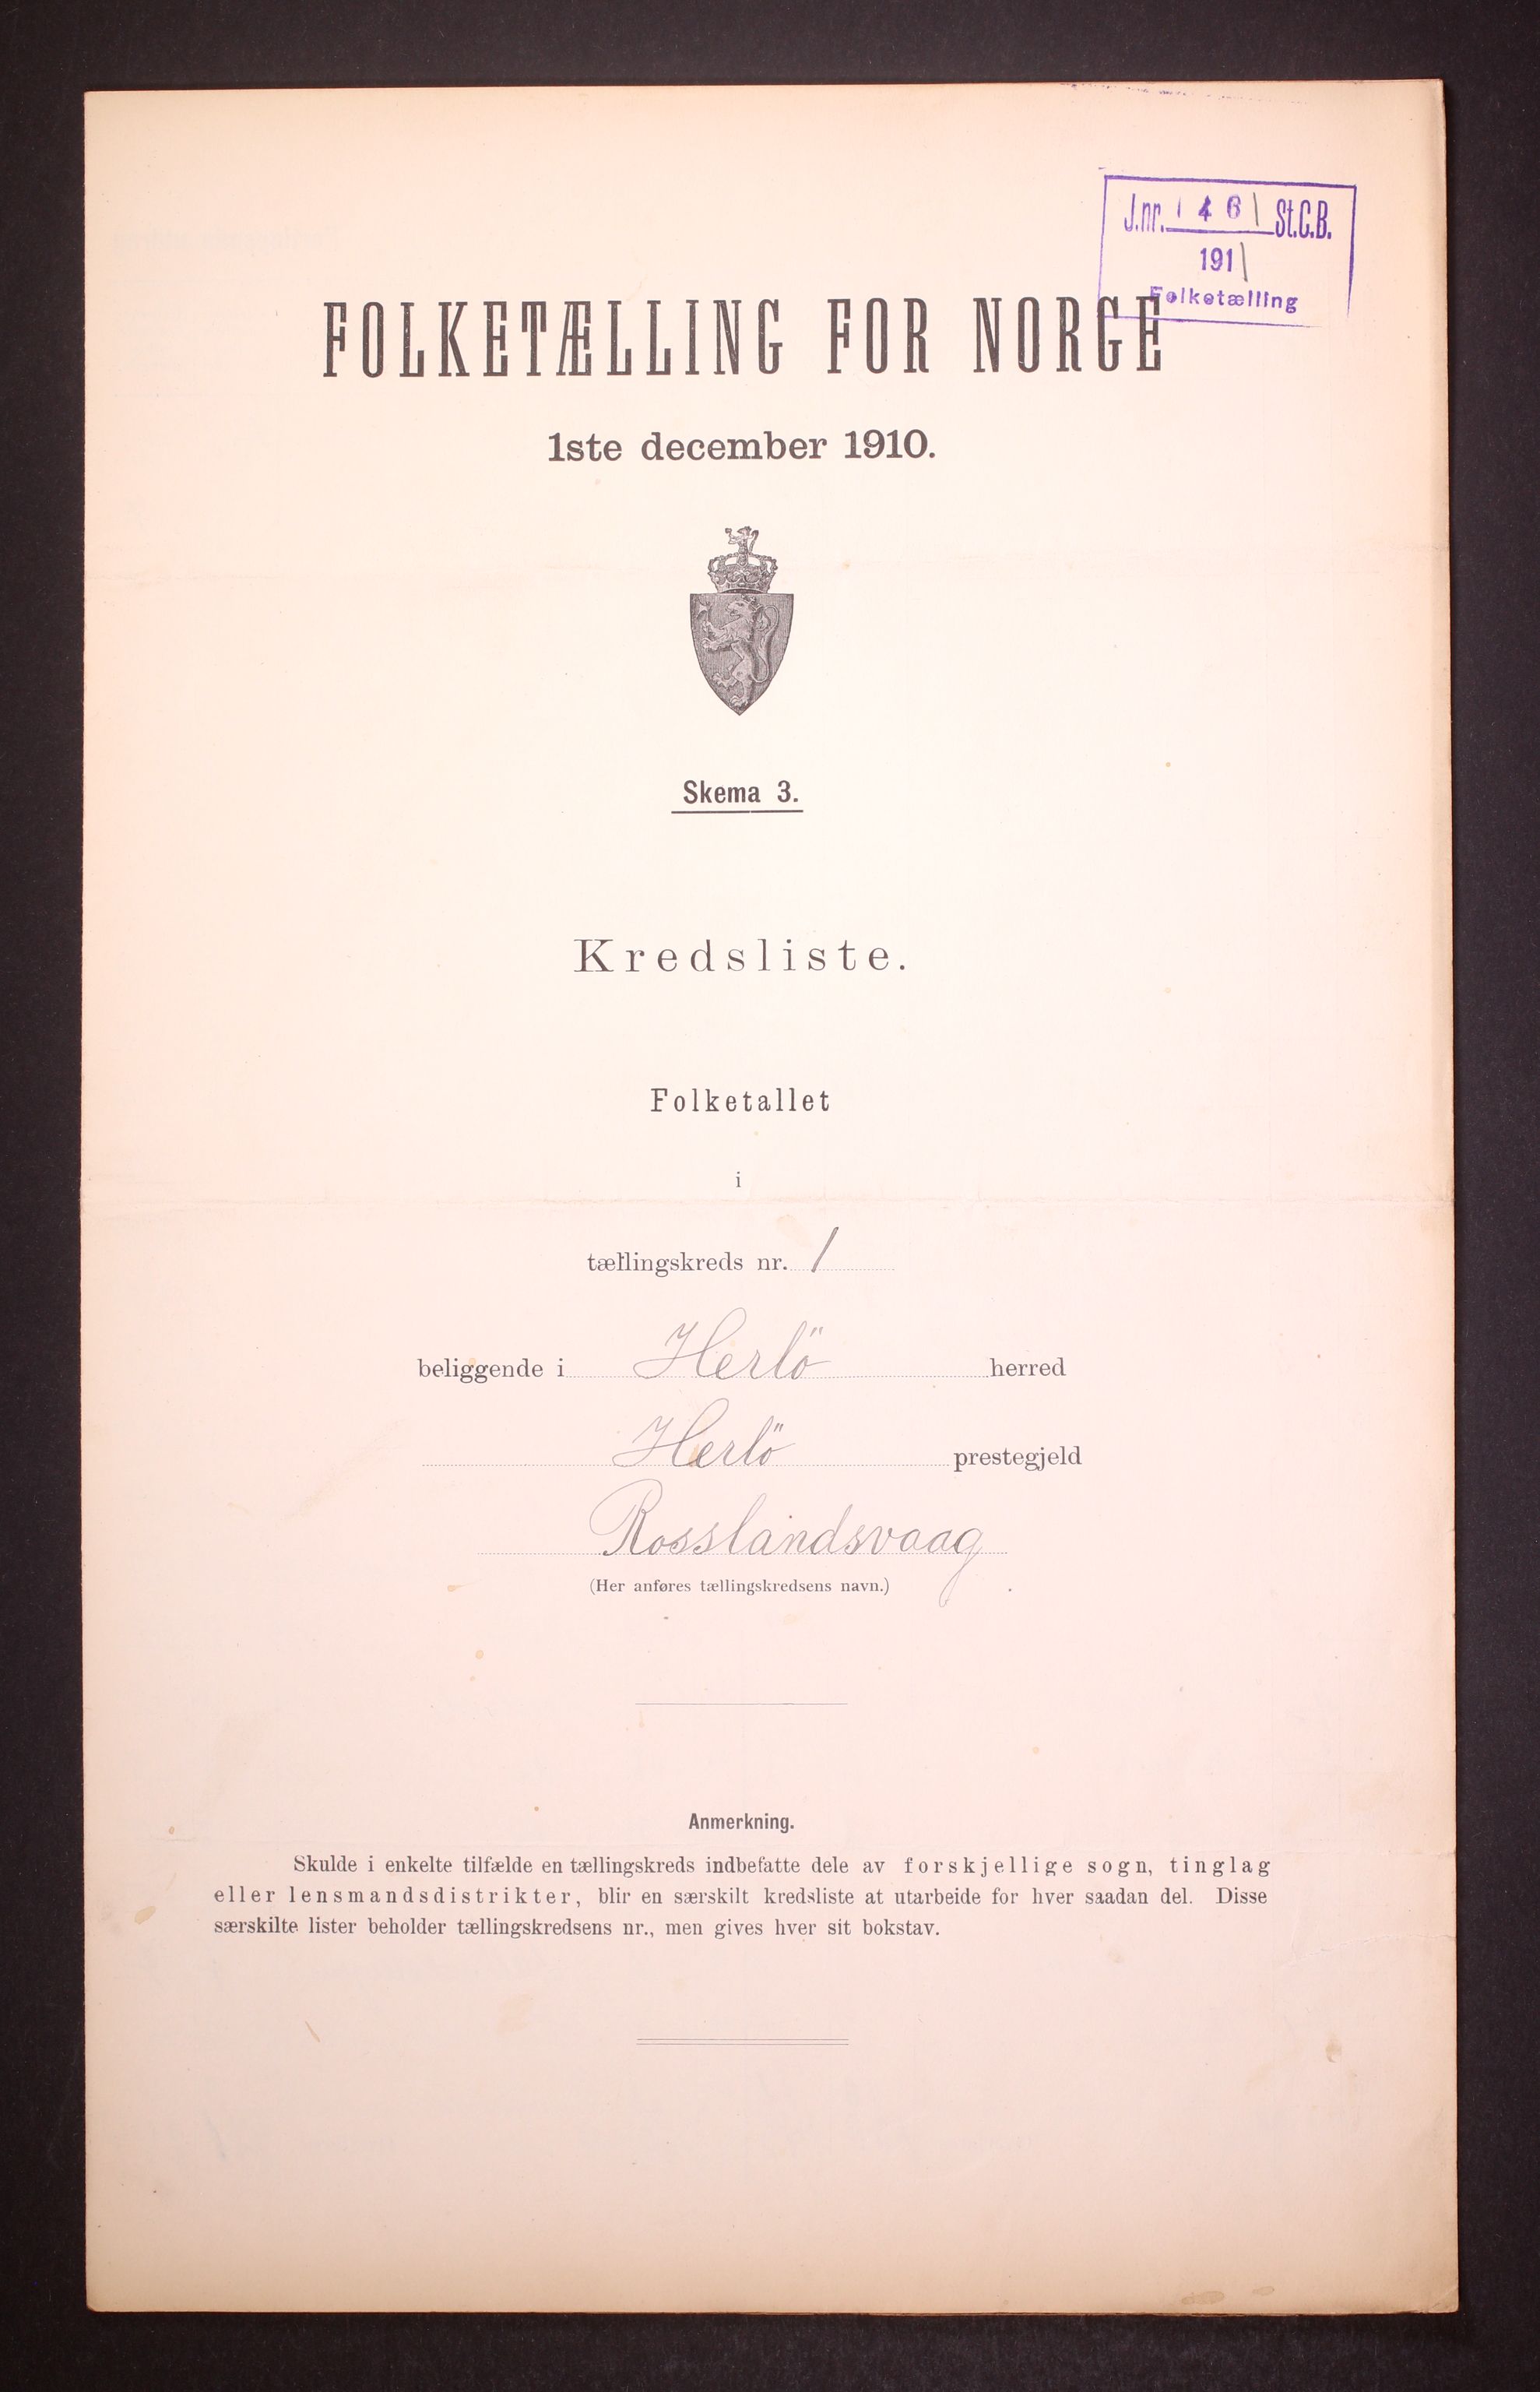 J.nr. 146 \ St.C.B.
191\
Folketælling
FOLKETÆLLING FOR NORGE
1ste december 1910.
Skema 3.
Kredsliste.
Folketallet
i
tællingskreds nr. 1
beliggende i Herlö herred
Herlö prestegjeld
Rosslandsvaag
(Her anføres tællingskredsens navn.)
Anmerkning.
Skulde i enkelte tilfælde en tællingskreds indbefatte dele av forskjellige sogn, tinglag
eller lensmandsdistrikter, blir en særskilt kredsliste at utarbeide for hver saadan del. Disse
særskilte lister beholder tællingskredsens nr., men gives hver sit bokstav.